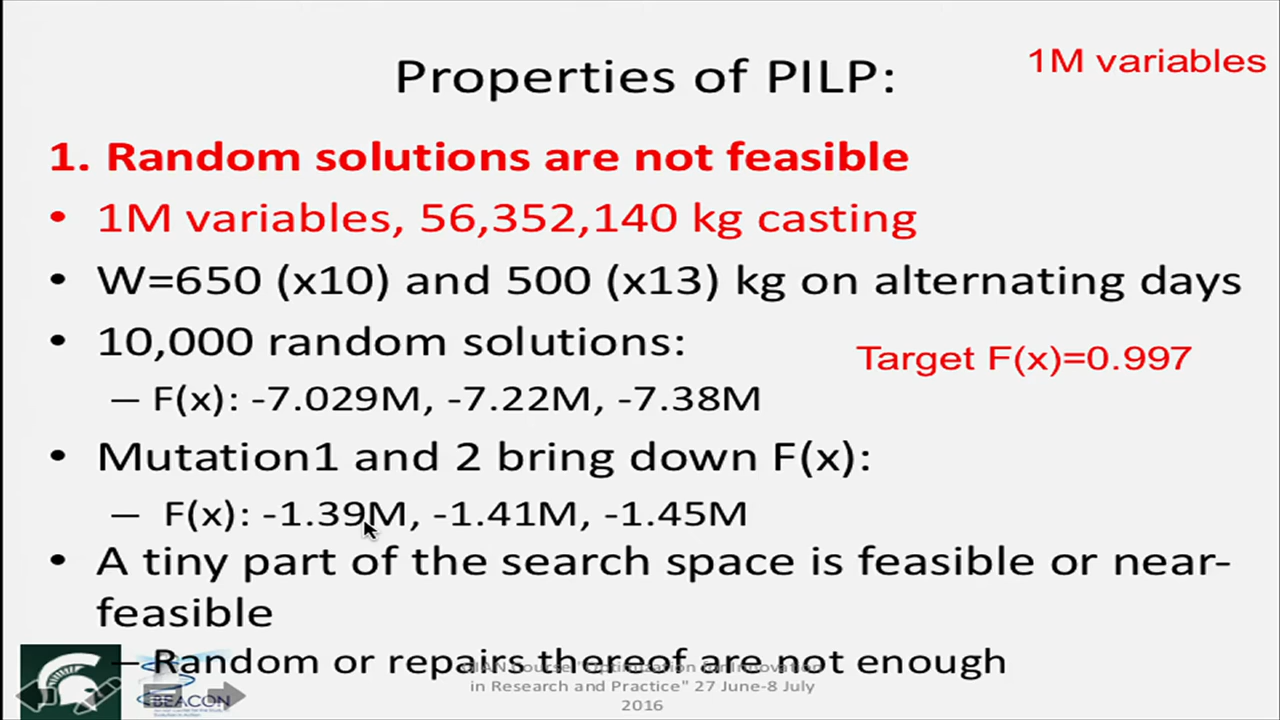 Properties of PILP:
1M variables
1. Random solutions are not feasible
• 1M variables, 56,352,140 kg casting
• W=650 (x10) and 500 (x13) kg on alternating days
• 10,000 random solutions:
Target F(x)=0.997
– F(x): -7.029M, -7.22M, -7.38M
• Mutation1 and 2 bring down F(x):
– F(x): -1.39M, -1.41M, -1.45M
• A tiny part of the search space is feasible or near-
feasible
– Random or repairs thereof are not enough
Course "Optimization for Innovation
in Research and Practice" 27 June-8 July
2016
BEACON